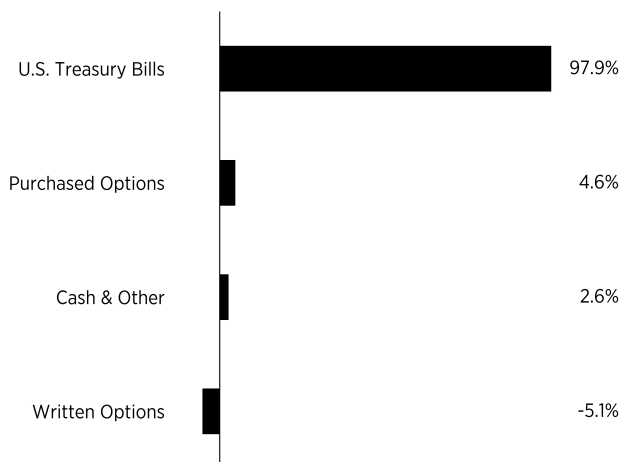 U.S. Treasury Bills 97.9%
Purchased Options 4.6%
Cash & Other 2.6%
Written Options -5.1%